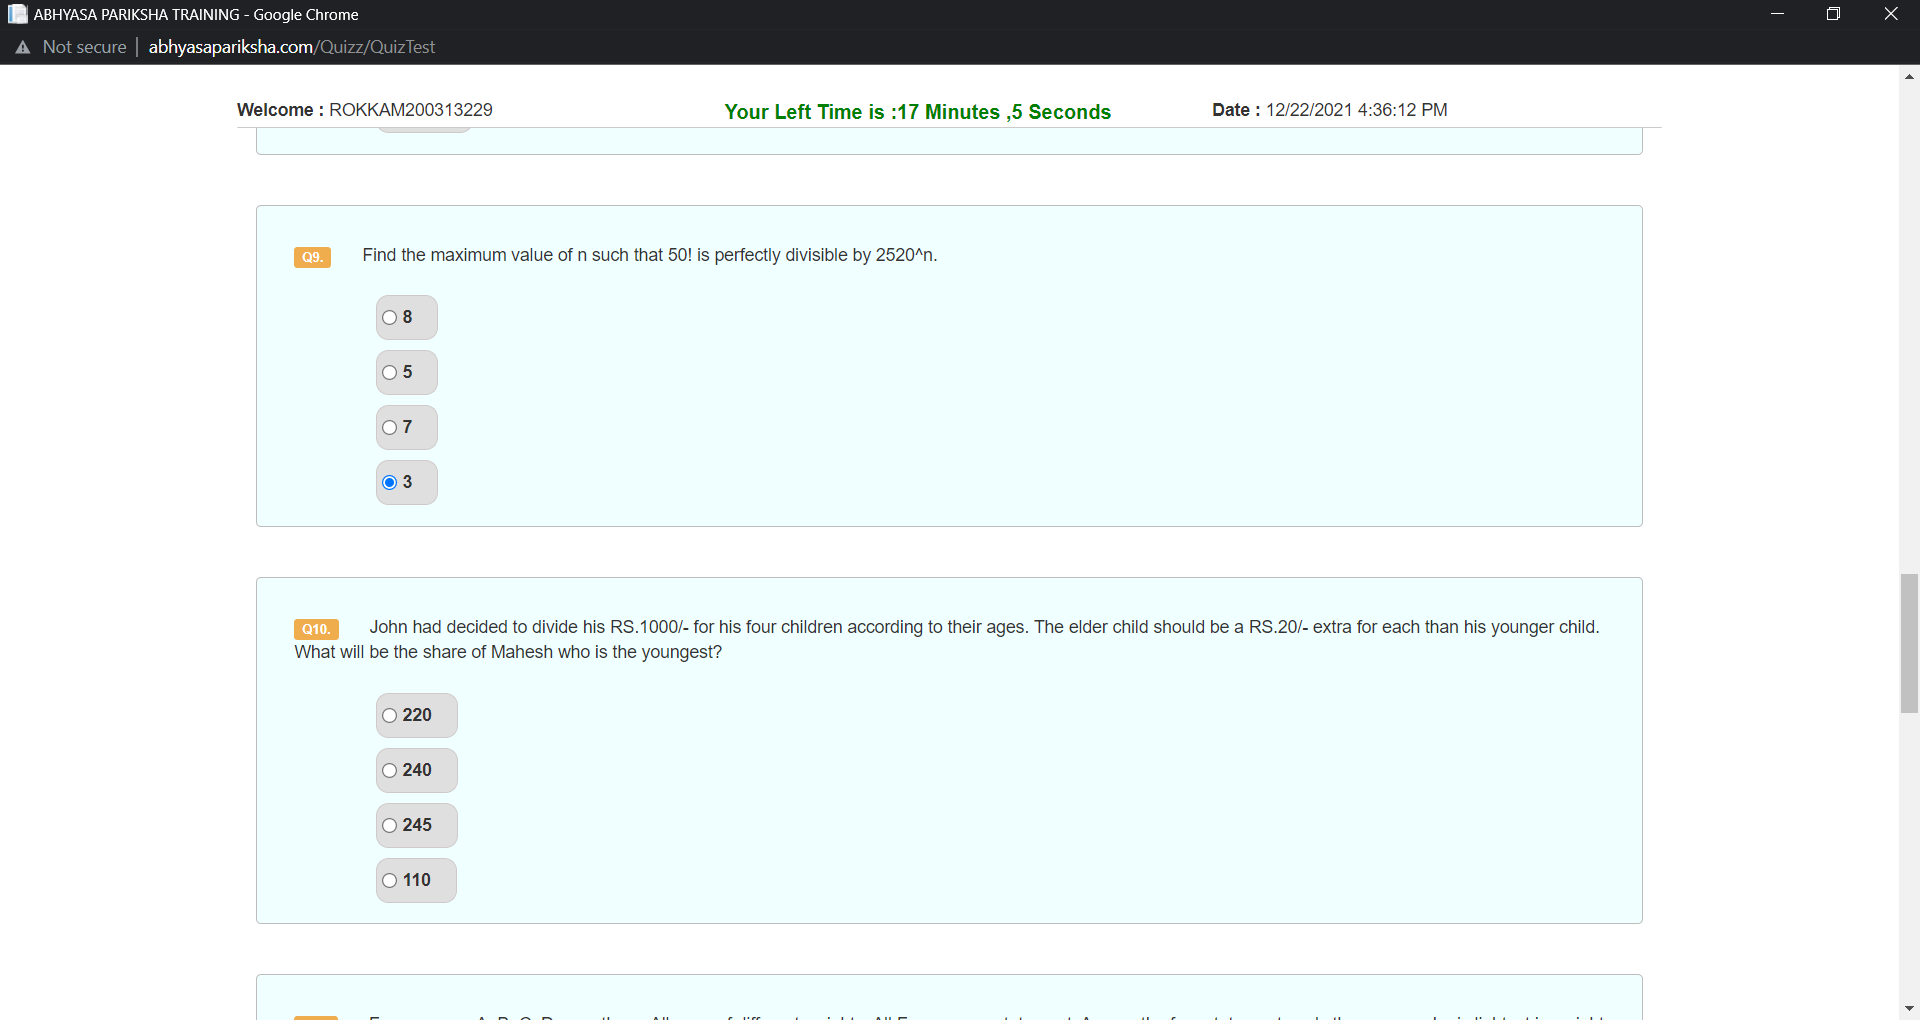 ABHYASA PARIKSHA TRAINING - Google Chrome
Not secure | abhyasapariksha.com/Quizz/QuizTest
Welcome : ROKKAM200313229 Your Left Time is :17 Minutes ,5 Seconds Date : 12/22/2021 4:36:12 PM
Q9. Find the maximum value of n such that 50! is perfectly divisible by 2520^n.
8
5
7
3
Q10. John had decided to divide his RS.1000/- for his four children according to their ages. The elder child should be a RS.20/- extra for each than his younger child.
What will be the share of Mahesh who is the youngest?
220
240
245
110